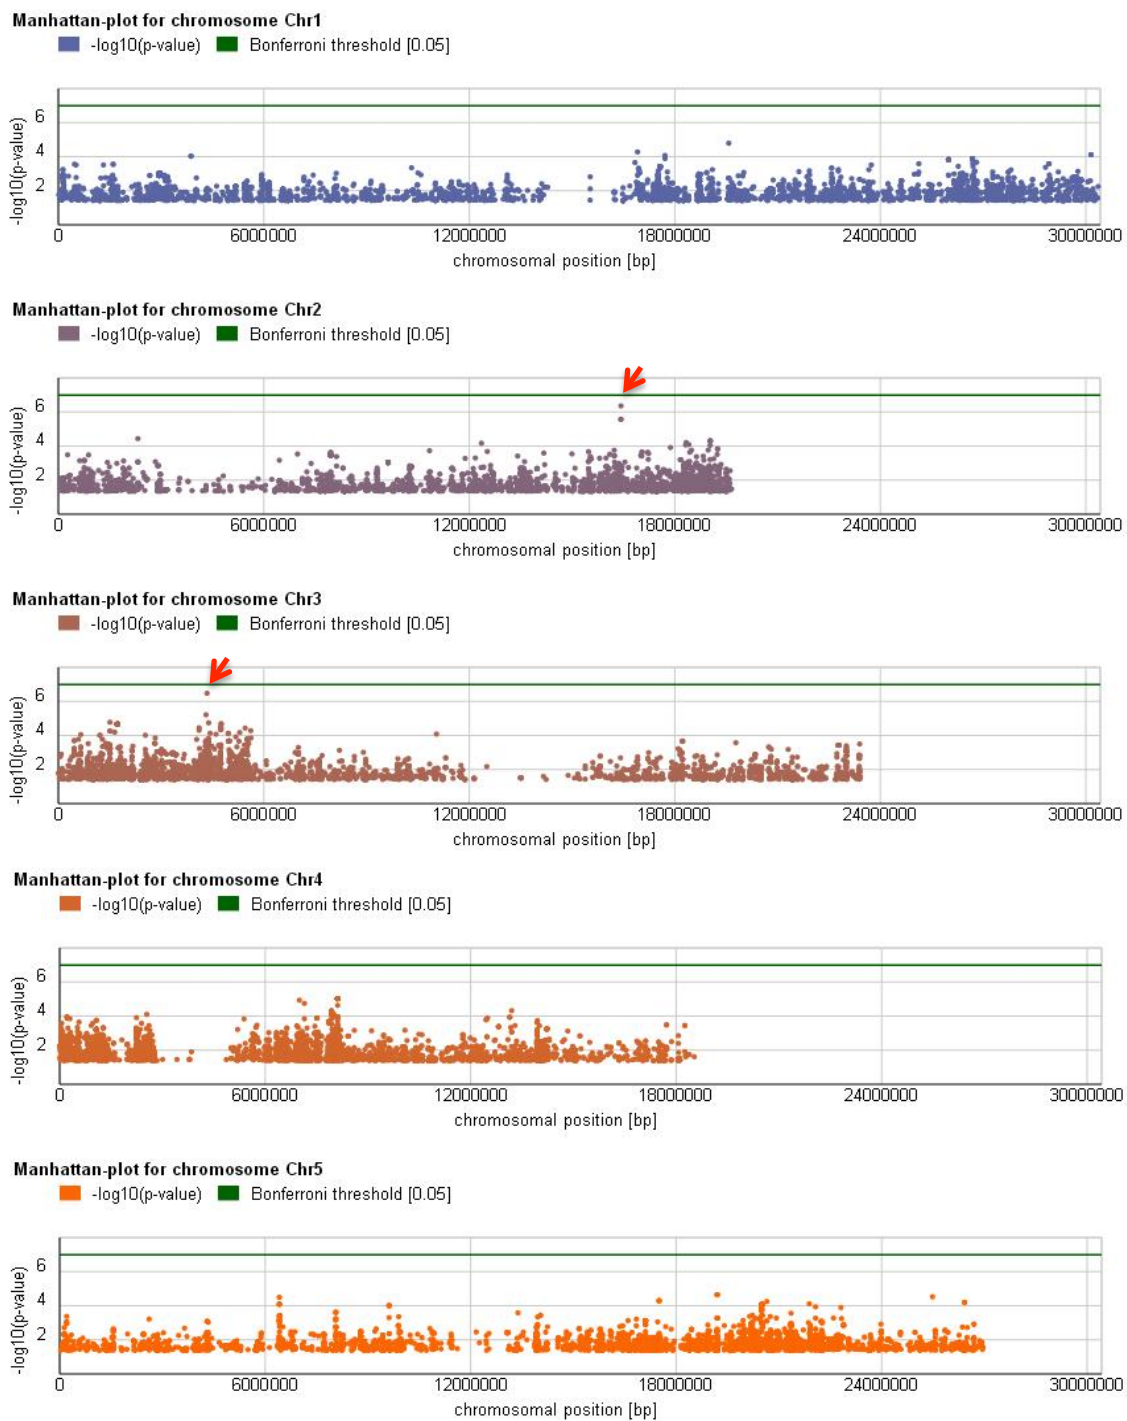 Manhattan-plot for chromosome Chr1
-log10(p-value) Bonferroni threshold [0.05]
-log10(p-value)
6
4
2
0 6000000 12000000 18000000 24000000 30000000
chromosomal position [bp]
Manhattan-plot for chromosome Chr2
-log10(p-value) Bonferroni threshold [0.05]
-log10(p-value)
6
4
2
0 6000000 12000000 18000000 24000000 30000000
chromosomal position [bp]
Manhattan-plot for chromosome Chr3
-log10(p-value) Bonferroni threshold [0.05]
-log10(p-value)
6
4
2
0 6000000 12000000 18000000 24000000 30000000
chromosomal position [bp]
Manhattan-plot for chromosome Chr4
-log10(p-value) Bonferroni threshold [0.05]
-log10(p-value)
6
4
2
0 6000000 12000000 18000000 24000000 30000000
chromosomal position [bp]
Manhattan-plot for chromosome Chr5
-log10(p-value) Bonferroni threshold [0.05]
-log10(p-value)
6
4
2
0 6000000 12000000 18000000 24000000 30000000
chromosomal position [bp]